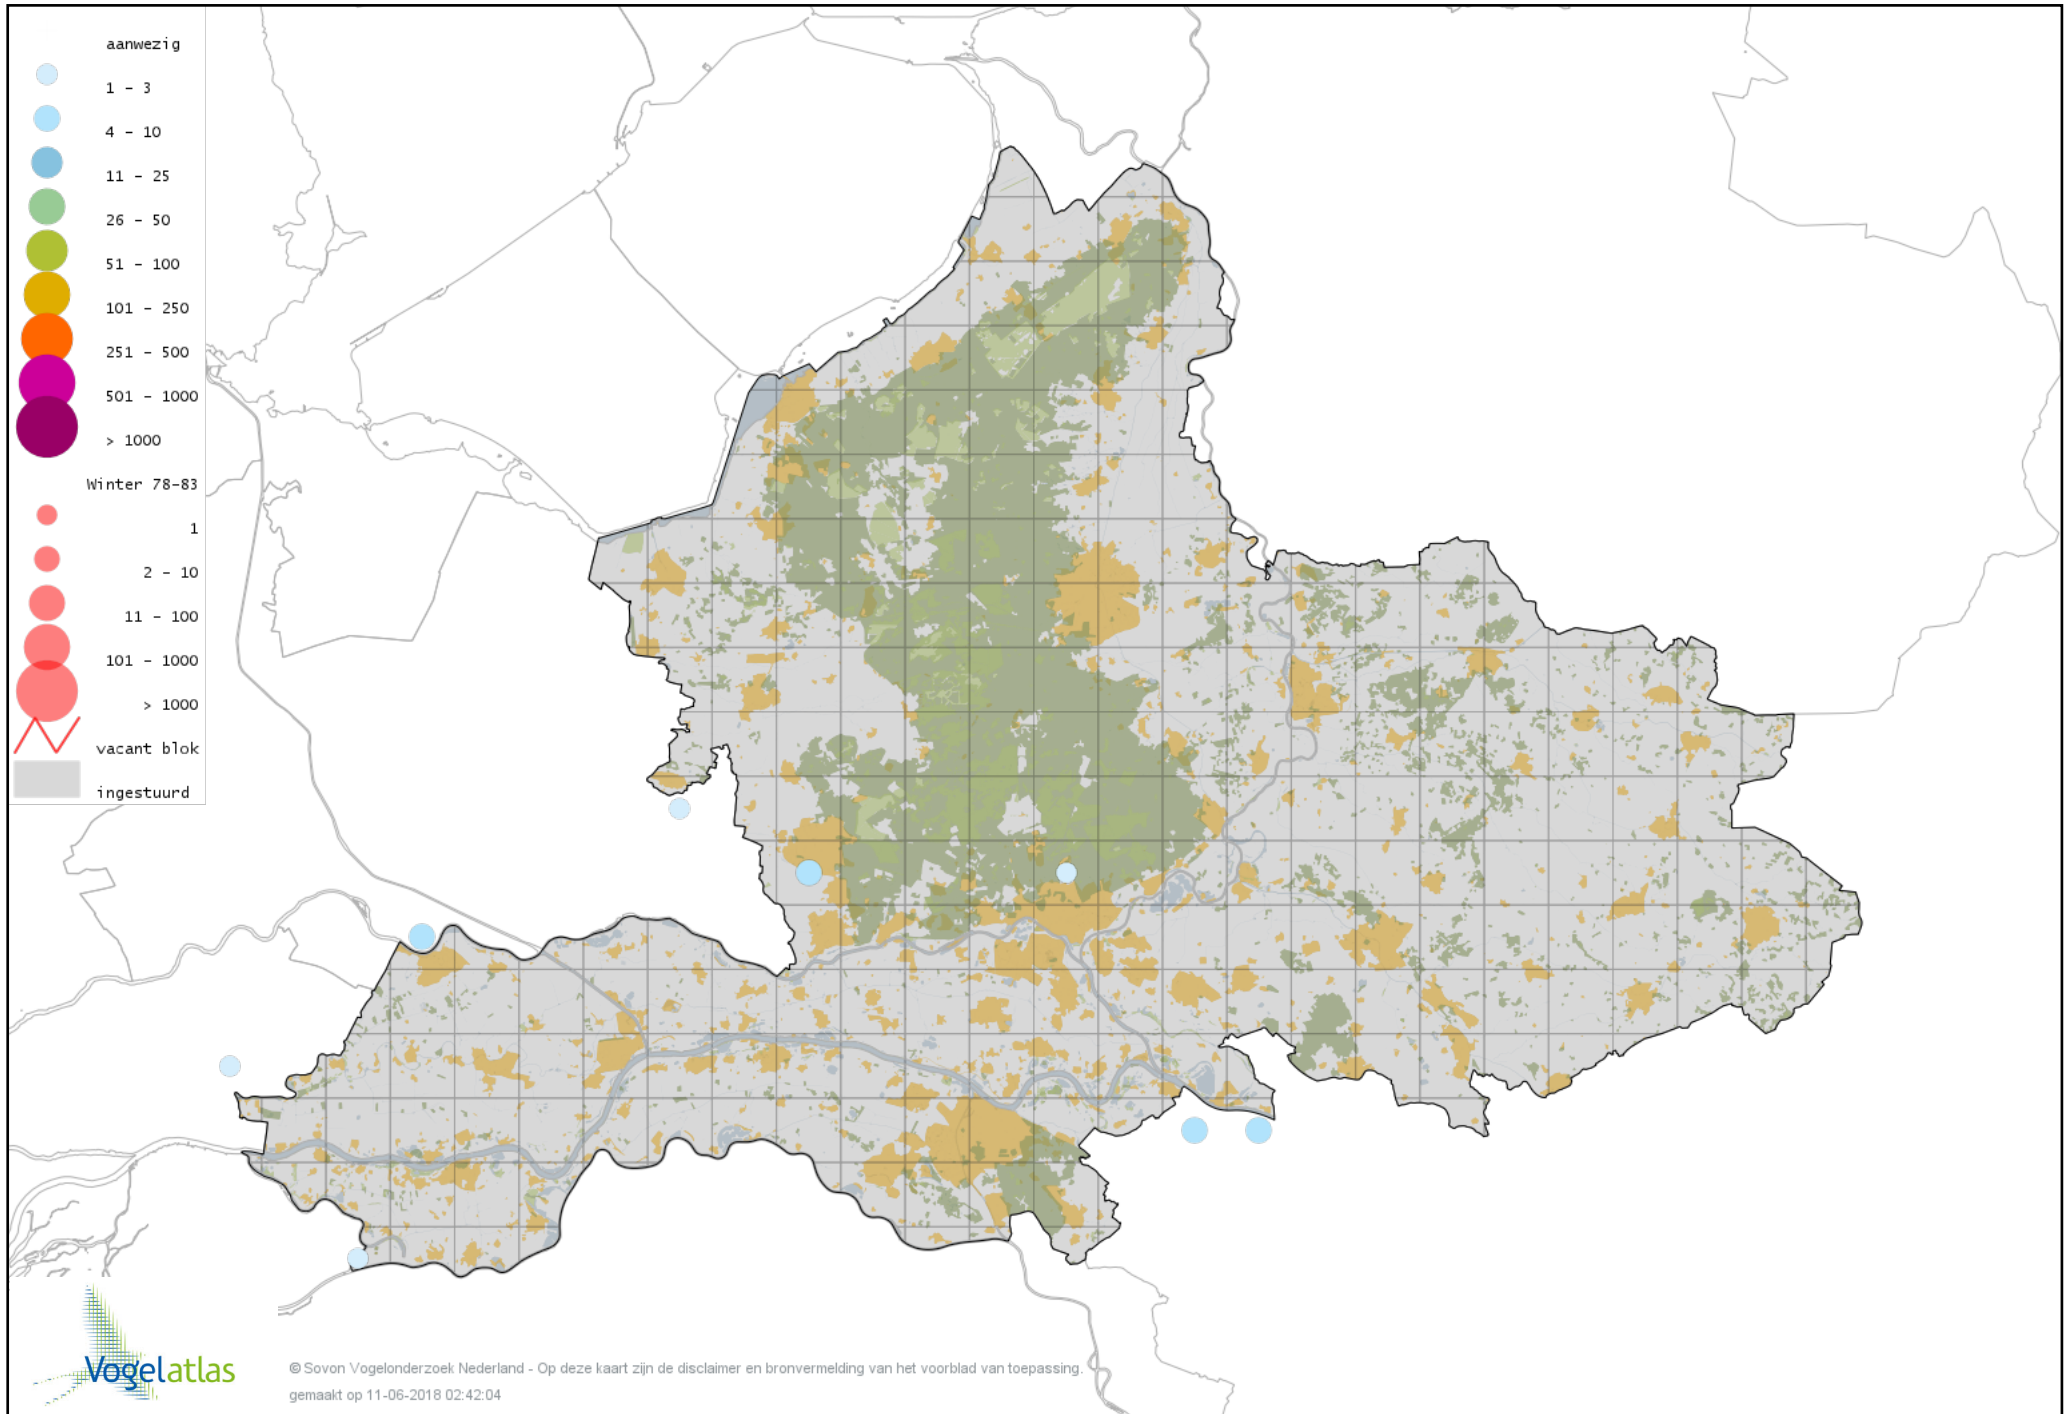 aanwezig
1 - 3
4 - 10
11 - 25
26 - 50
51 - 100
101 - 250
251 - 500
501 - 1000
> 1000
Winter 78-83
1
2 - 10
11 - 100
101 - 1000
> 1000
vacant blok
ingestuurd
Vogelatlas
© Sovon Vogelonderzoek Nederland - Op deze kaart zijn de disclaimer en bronvermelding van het voorblad van toepassing.
gemaakt op 11-06-2018 02:42:04